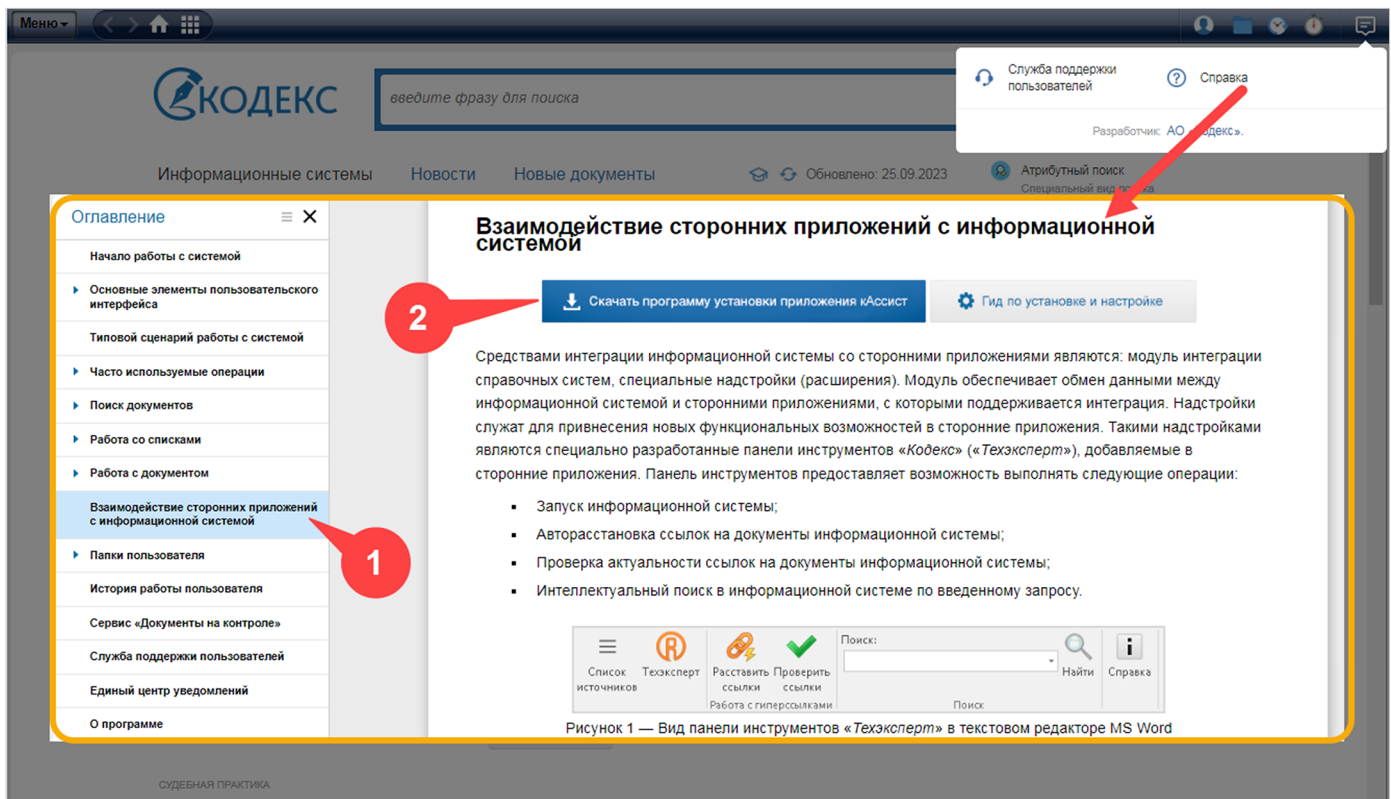 Меню
КОДЕКС
введите фразу для поиска
Служба поддержки
пользователей
Справка
Разработчик: АО «Кодекс».
Информационные системы
Новости
Новые документы
Обновлено: 25.09.2023
Атрибутный поиск
Специальный вид
Оглавление
Начало работы с системой
Основные элементы пользовательского
интерфейса
Типовой сценарий работы с системой
Часто используемые операции
Поиск документов
Работа со списками
Работа с документом
Взаимодействие сторонних приложений
с информационной системой
Папки пользователя
История работы пользователя
Сервис «Документы на контроле»
Служба поддержки пользователей
Единый центр уведомлений
О программе
1
2
Взаимодействие сторонних приложений с информационной
системой
Скачать программу установки приложения кАссист
Гид по установке и настройке
Средствами интеграции информационной системы со сторонними приложениями являются: модуль интеграции
справочных систем, специальные надстройки (расширения). Модуль обеспечивает обмен данными между
информационной системой и сторонними приложениями, с которыми поддерживается интеграция. Надстройки
служат для привнесения новых функциональных возможностей в сторонние приложения. Такими надстройками
являются специально разработанные панели инструментов «Кодекс» («Техэксперт»), добавляемые в
сторонние приложения. Панель инструментов предоставляет возможность выполнять следующие операции:
▪ Запуск информационной системы;
▪ Авторасстановка ссылок на документы информационной системы;
▪ Проверка актуальности ссылок на документы информационной системы;
▪ Интеллектуальный поиск в информационной системе по введенному запросу.
Список
источников
Техэксперт
Расставить
ссылки
Проверить
ссылки
Работа с гиперссылками
Поиск:
Найти
Поиск
Справка
Рисунок 1 — Вид панели инструментов «Техэксперт» в текстовом редакторе MS Word
СУДЕБНАЯ ПРАКТИКА